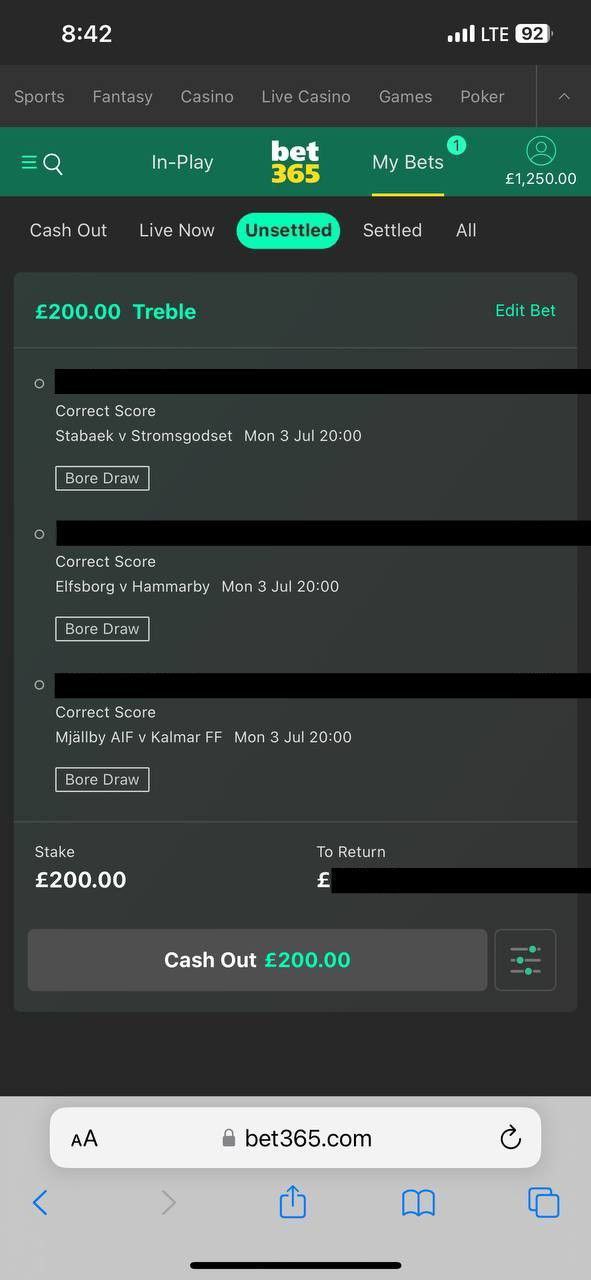 8:42 LTE 92
Sports Fantasy Casino Live Casino Games Poker
In-Play bet365 My Bets 1 £1,250.00
Cash Out Live Now Unsettled Settled All
£200.00 Treble Edit Bet
Correct Score
Stabaek v Stromsgodset Mon 3 Jul 20:00
Bore Draw
Correct Score
Elfsborg v Hammarby Mon 3 Jul 20:00
Bore Draw
Correct Score
Mjällby AIF v Kalmar FF Mon 3 Jul 20:00
Bore Draw
Stake To Return
£200.00 £
Cash Out £200.00
AA bet365.com